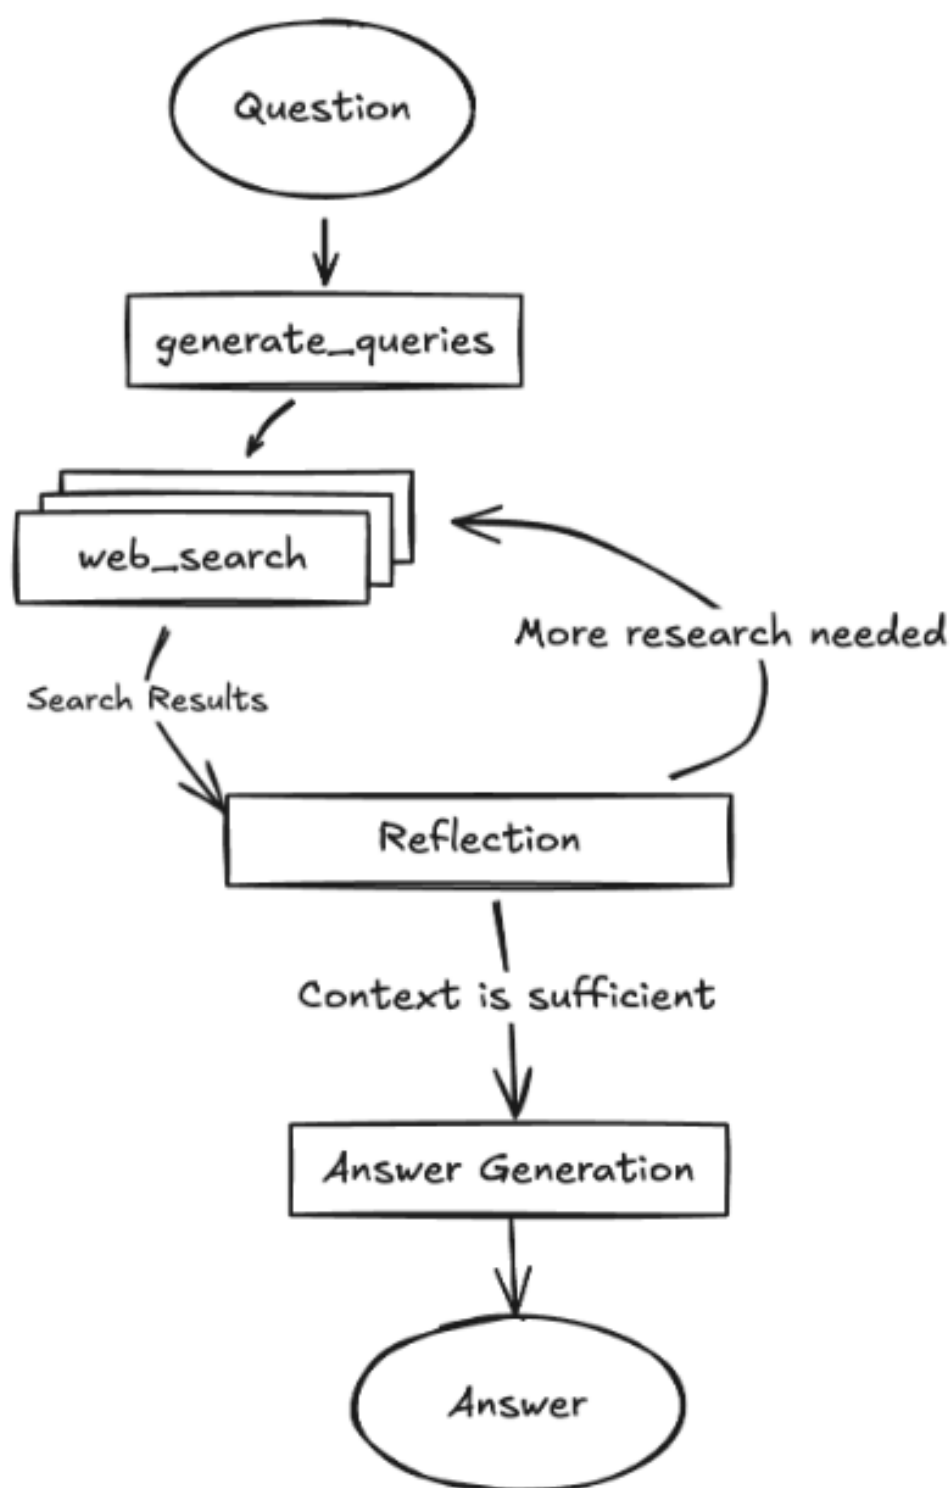 Question
generate_queries
web_search
More research needed
Search Results
Reflection
Context is sufficient
Answer Generation
Answer